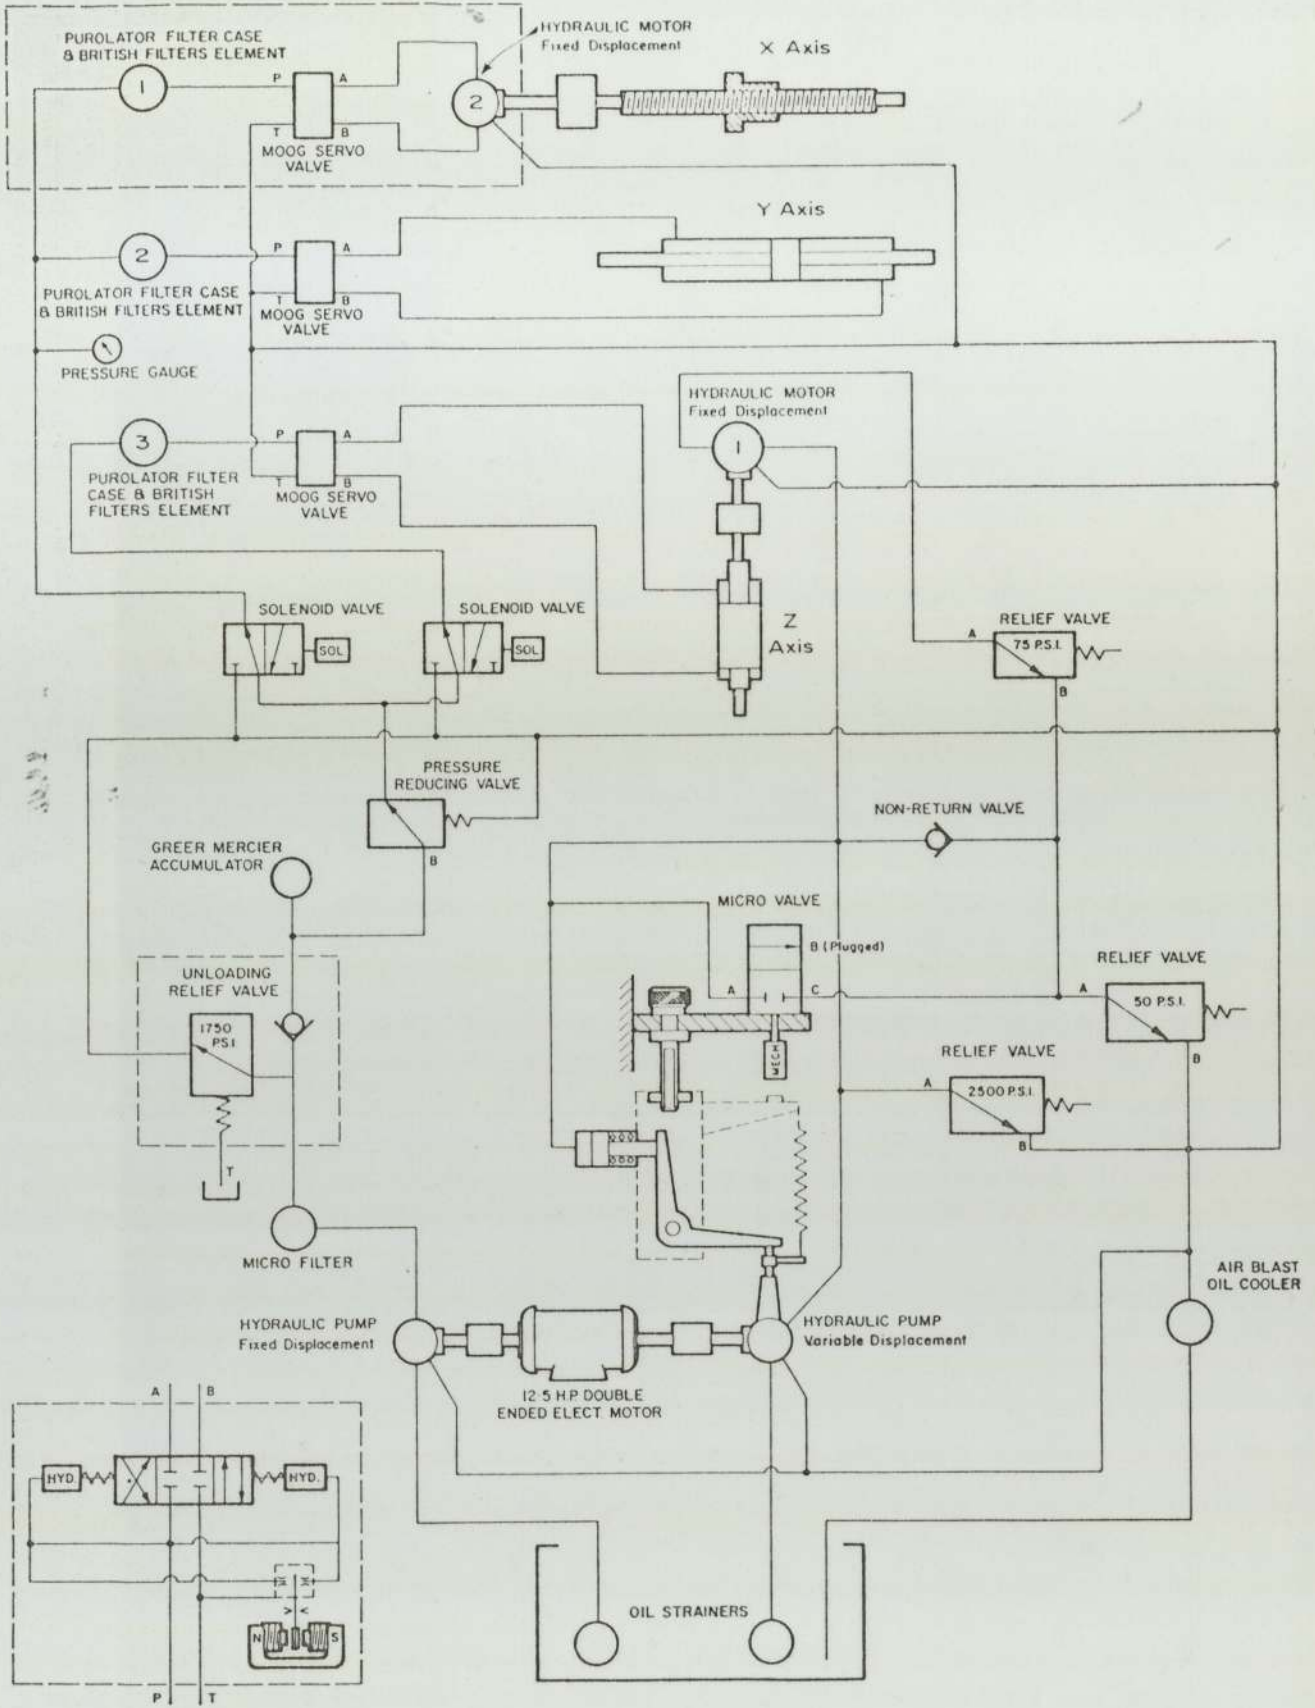 PUROLATOR FILTER CASE
& BRITISH FILTERS ELEMENT
1
P
A
T
B
MOOG SERVO
VALVE
HYDRAULIC MOTOR
Fixed Displacement
2
X Axis
2
PUROLATOR FILTER CASE
& BRITISH FILTERS ELEMENT
P
A
T
B
MOOG SERVO
VALVE
Y Axis
PRESSURE GAUGE
3
PUROLATOR FILTER
CASE & BRITISH
FILTERS ELEMENT
P
A
T
B
MOOG SERVO
VALVE
HYDRAULIC MOTOR
Fixed Displacement
1
SOLENOID VALVE
SOL
SOLENOID VALVE
SOL
Z
Axis
RELIEF VALVE
A
75 P.S.I.
B
PRESSURE
REDUCING VALVE
B
NON-RETURN VALVE
GREER MERCIER
ACCUMULATOR
MICRO VALVE
B (Plugged)
A
C
MECH
UNLOADING
RELIEF VALVE
1750
P.S.I
T
RELIEF VALVE
A
50 P.S.I.
B
RELIEF VALVE
A
2500 P.S.I.
B
MICRO FILTER
AIR BLAST
OIL COOLER
HYDRAULIC PUMP
Fixed Displacement
HYDRAULIC PUMP
Variable Displacement
12·5 H.P. DOUBLE
ENDED ELECT. MOTOR
A
B
HYD.
HYD.
N
S
P
T
OIL STRAINERS